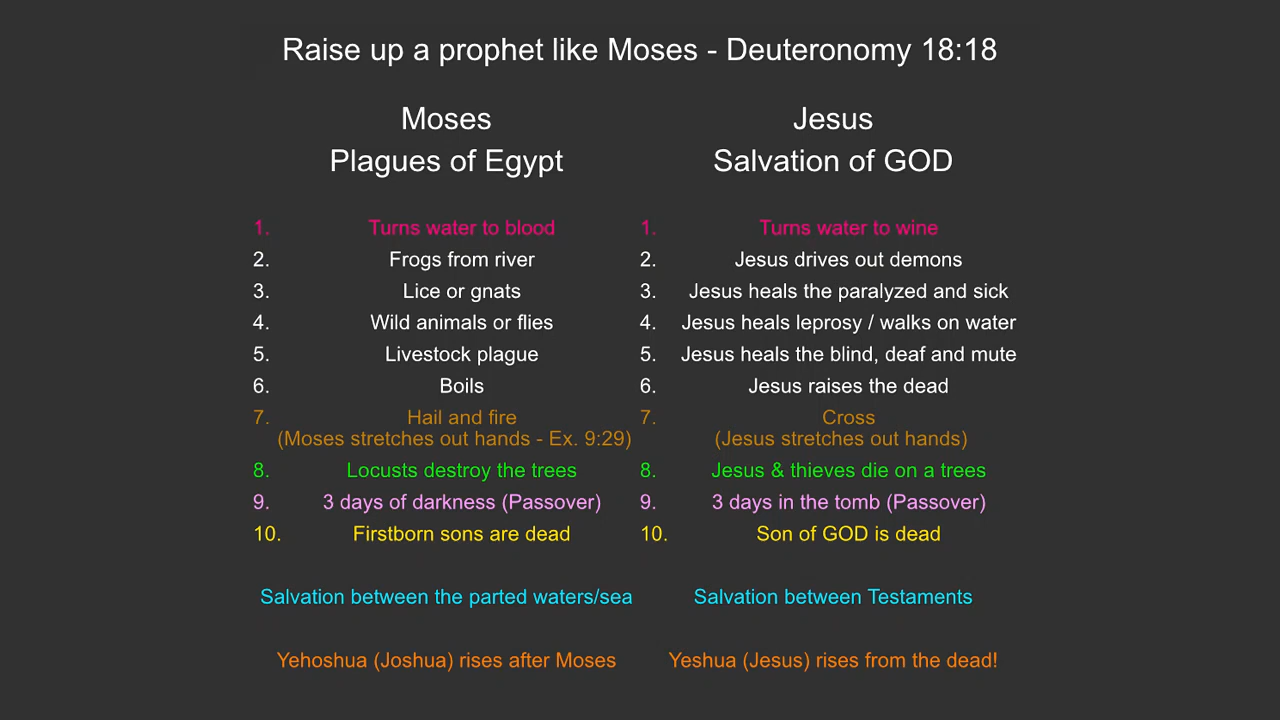 Raise up a prophet like Moses - Deuteronomy 18:18
Moses
Plagues of Egypt
1. Turns water to blood
2. Frogs from river
3. Lice or gnats
4. Wild animals or flies
5. Livestock plague
6. Boils
7. Hail and fire
(Moses stretches out hands - Ex. 9:29)
8. Locusts destroy the trees
9. 3 days of darkness (Passover)
10. Firstborn sons are dead
Salvation between the parted waters/sea
Yehoshua (Joshua) rises after Moses
Jesus
Salvation of GOD
1. Turns water to wine
2. Jesus drives out demons
3. Jesus heals the paralyzed and sick
4. Jesus heals leprosy / walks on water
5. Jesus heals the blind, deaf and mute
6. Jesus raises the dead
7. Cross
(Jesus stretches out hands)
8. Jesus & thieves die on a trees
9. 3 days in the tomb (Passover)
10. Son of GOD is dead
Salvation between Testaments
Yeshua (Jesus) rises from the dead!